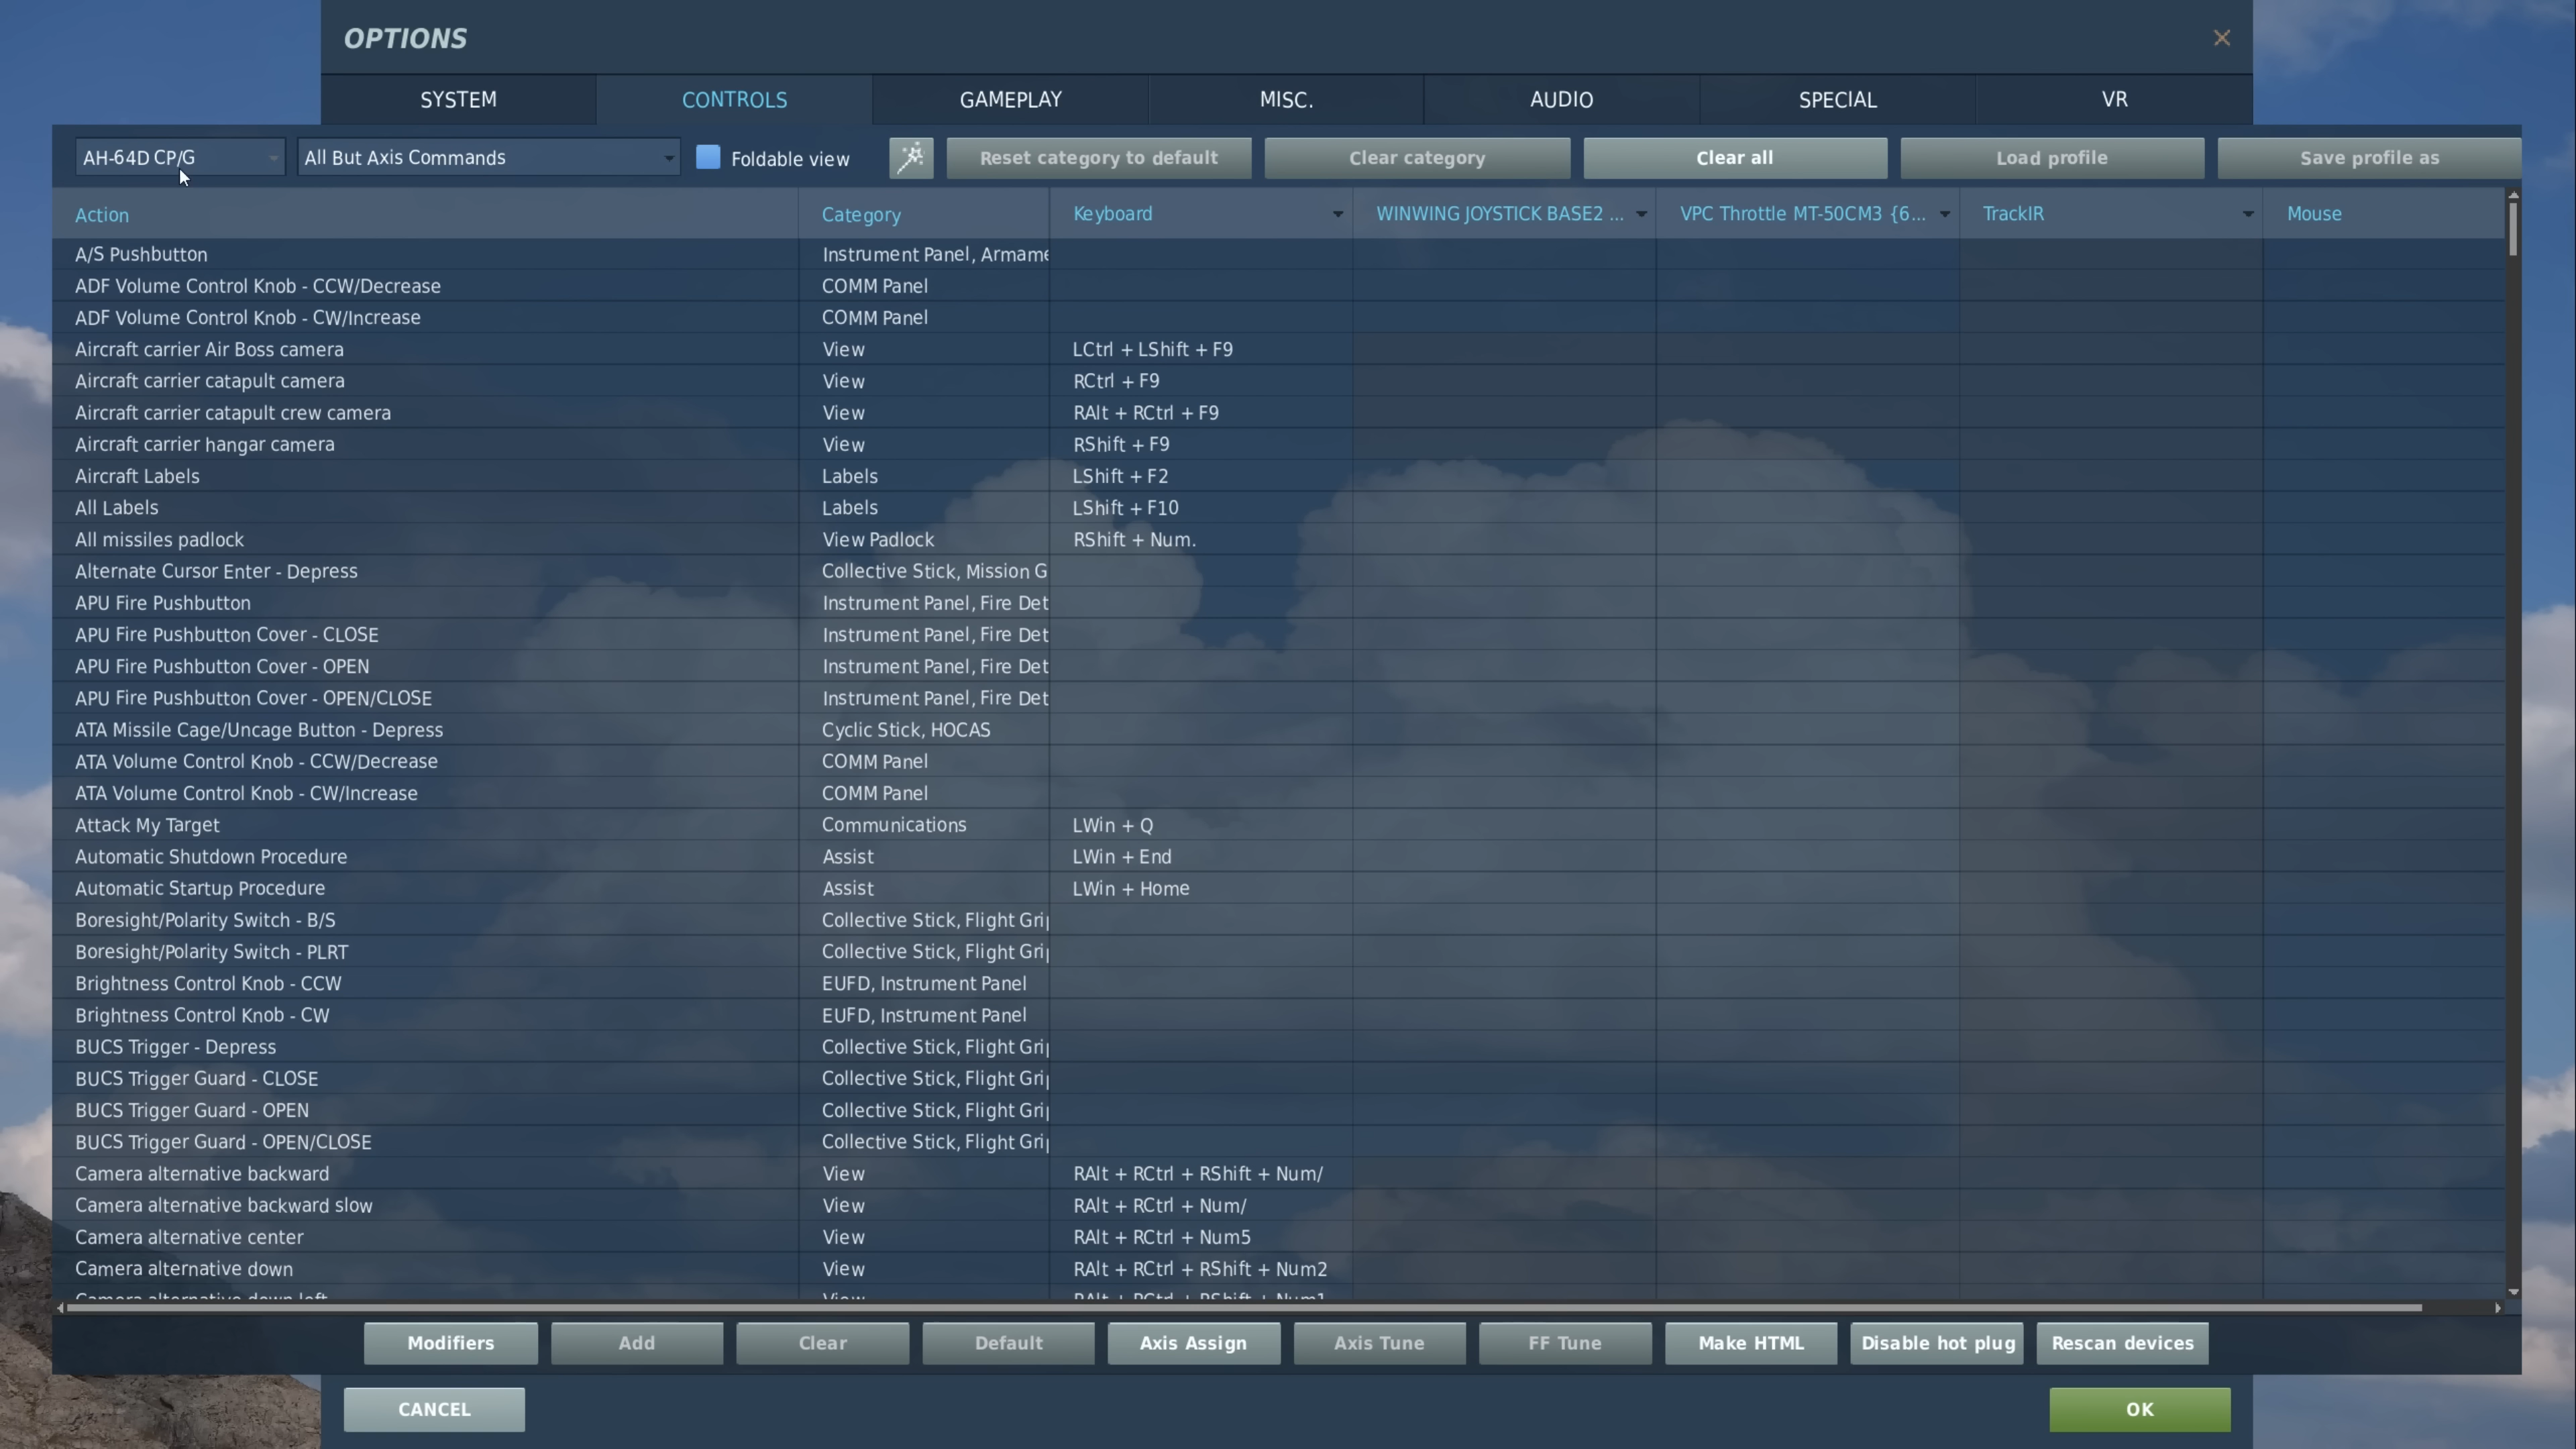 OPTIONS
SYSTEM CONTROLS GAMEPLAY MISC. AUDIO SPECIAL VR
AH-64D CP/G All But Axis Commands Foldable view Reset category to default Clear category Clear all Load profile Save profile as
Action Category Keyboard WINWING JOYSTICK BASE2 ... VPC Throttle MT-50CM3 {6... TrackIR Mouse
A/S Pushbutton Instrument Panel, Armame
ADF Volume Control Knob - CCW/Decrease COMM Panel
ADF Volume Control Knob - CW/Increase COMM Panel
Aircraft carrier Air Boss camera View LCtrl + LShift + F9
Aircraft carrier catapult camera View RCtrl + F9
Aircraft carrier catapult crew camera View RAlt + RCtrl + F9
Aircraft carrier hangar camera View RShift + F9
Aircraft Labels Labels LShift + F2
All Labels Labels LShift + F10
All missiles padlock View Padlock RShift + Num.
Alternate Cursor Enter - Depress Collective Stick, Mission G
APU Fire Pushbutton Instrument Panel, Fire Det
APU Fire Pushbutton Cover - CLOSE Instrument Panel, Fire Det
APU Fire Pushbutton Cover - OPEN Instrument Panel, Fire Det
APU Fire Pushbutton Cover - OPEN/CLOSE Instrument Panel, Fire Det
ATA Missile Cage/Uncage Button - Depress Cyclic Stick, HOCAS
ATA Volume Control Knob - CCW/Decrease COMM Panel
ATA Volume Control Knob - CW/Increase COMM Panel
Attack My Target Communications LWin + Q
Automatic Shutdown Procedure Assist LWin + End
Automatic Startup Procedure Assist LWin + Home
Boresight/Polarity Switch - B/S Collective Stick, Flight Grip
Boresight/Polarity Switch - PLRT Collective Stick, Flight Grip
Brightness Control Knob - CCW EUFD, Instrument Panel
Brightness Control Knob - CW EUFD, Instrument Panel
BUCS Trigger - Depress Collective Stick, Flight Grip
BUCS Trigger Guard - CLOSE Collective Stick, Flight Grip
BUCS Trigger Guard - OPEN Collective Stick, Flight Grip
BUCS Trigger Guard - OPEN/CLOSE Collective Stick, Flight Grip
Camera alternative backward View RAlt + RCtrl + RShift + Num/
Camera alternative backward slow View RAlt + RCtrl + Num/
Camera alternative center View RAlt + RCtrl + Num5
Camera alternative down View RAlt + RCtrl + RShift + Num2
Camera alternative down left View RAlt + RCtrl + RShift + Num1
Modifiers Add Clear Default Axis Assign Axis Tune FF Tune Make HTML Disable hot plug Rescan devices
CANCEL OK